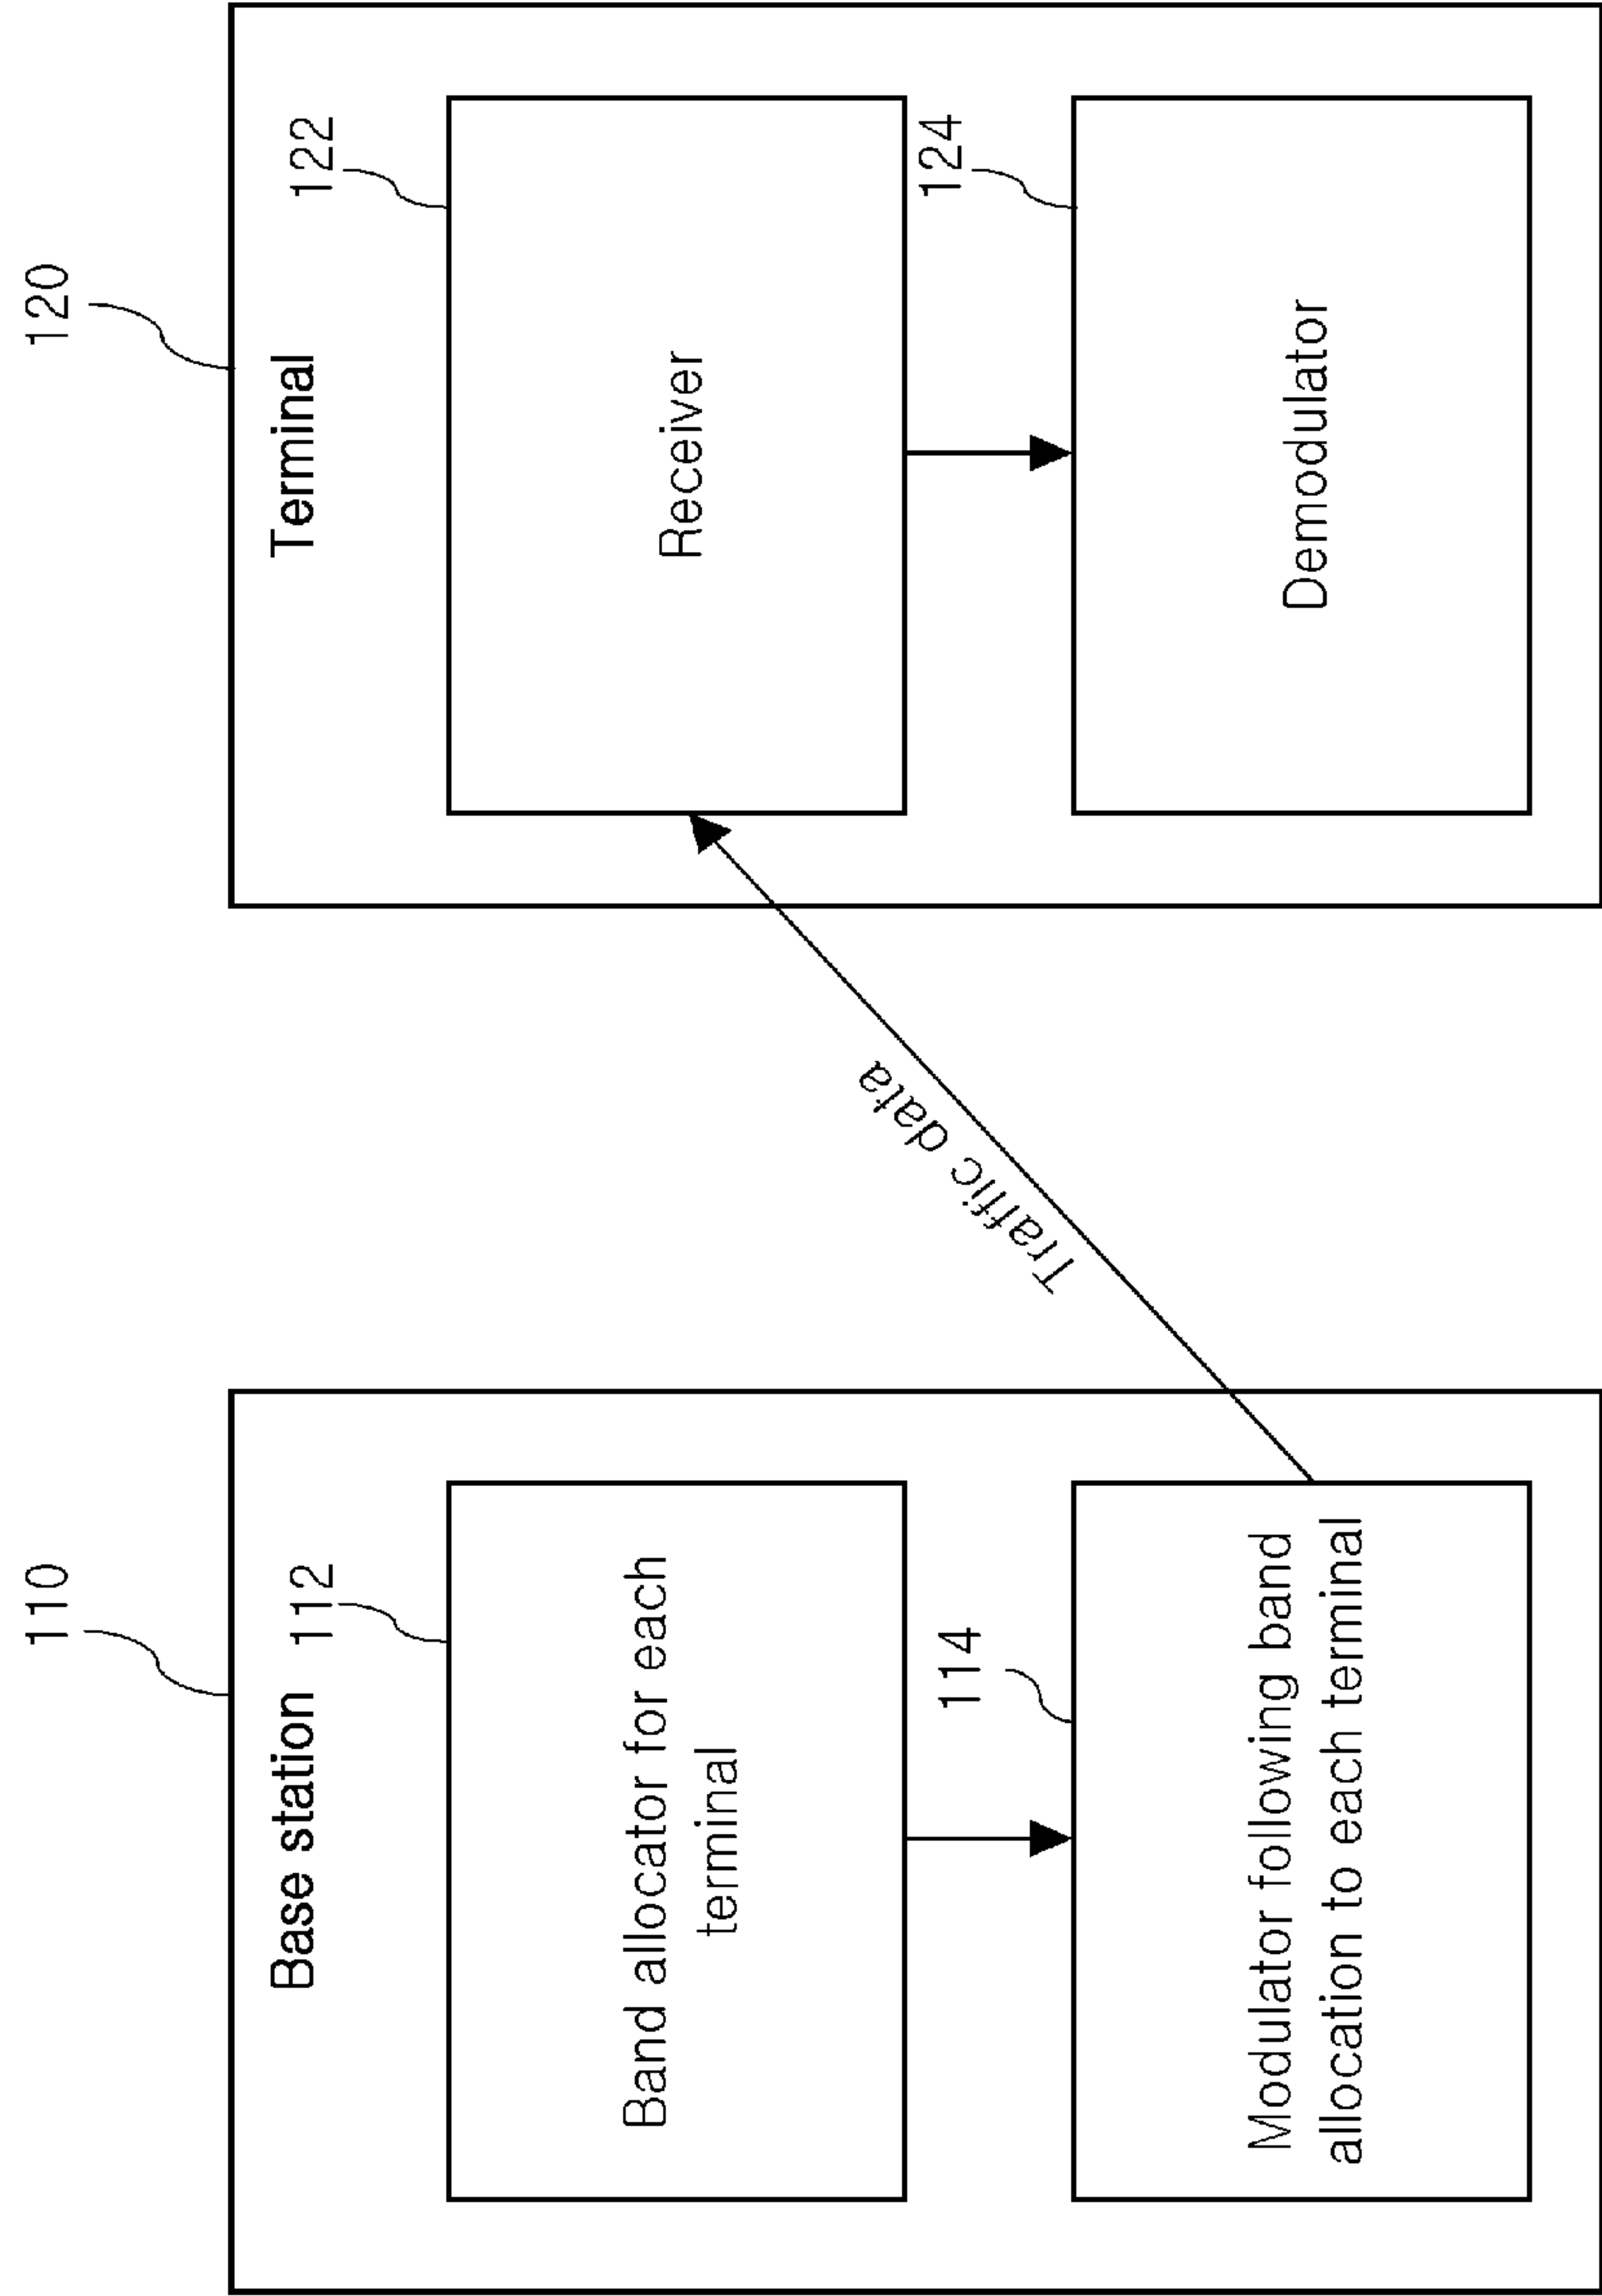 110
Base station
112
Band allocator for each
terminal
114
Modulator following band
allocation to each terminal
Traffic data
120
Terminal
122
Receiver
124
Demodulator